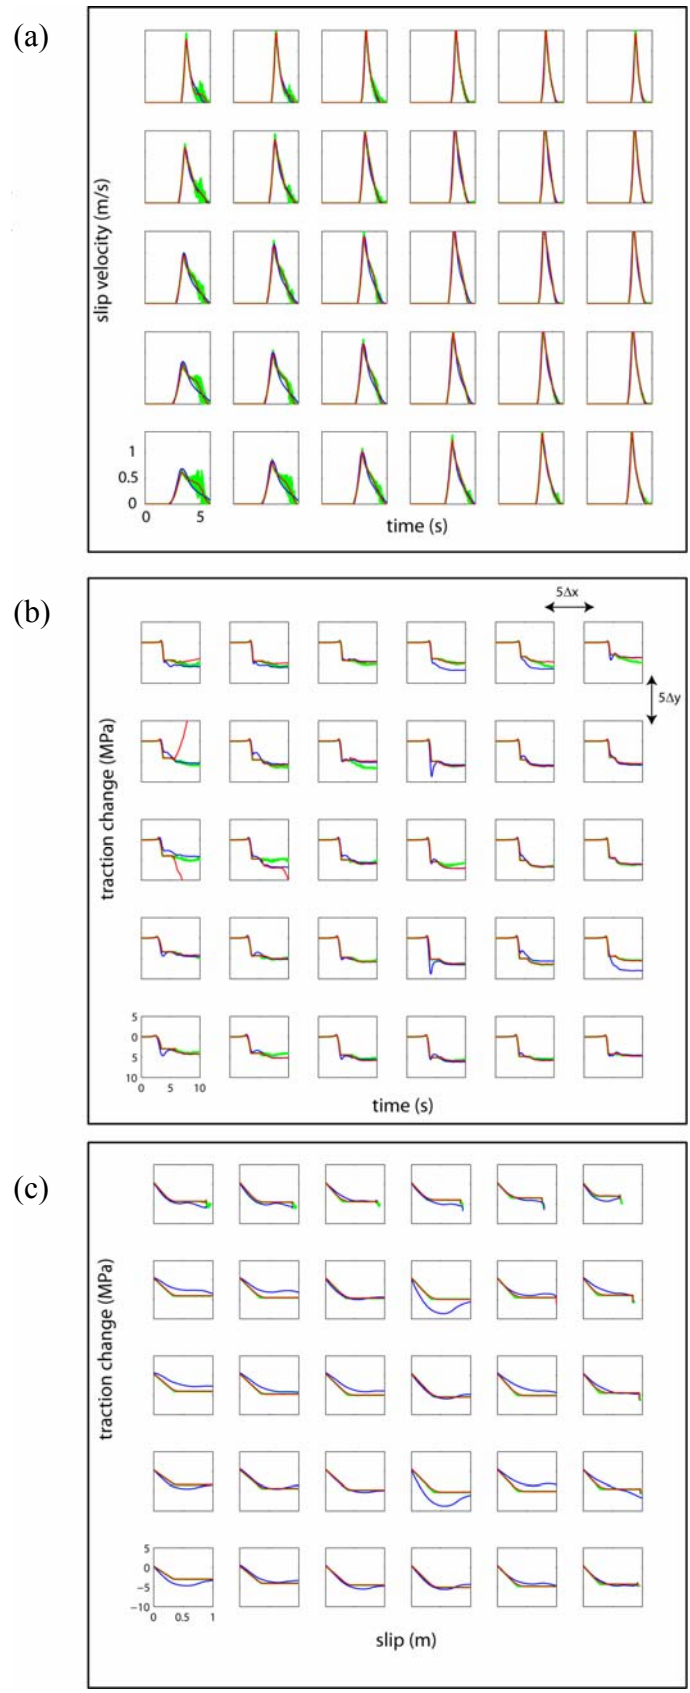 (a)
slip velocity (m/s)
1
0.5
0
0 5
time (s)
(b)
5Δx
5Δy
traction change (MPa)
5
0
5
10
0 5 10
time (s)
(c)
traction change (MPa)
5
0
−5
−10
0 0.5 1
slip (m)